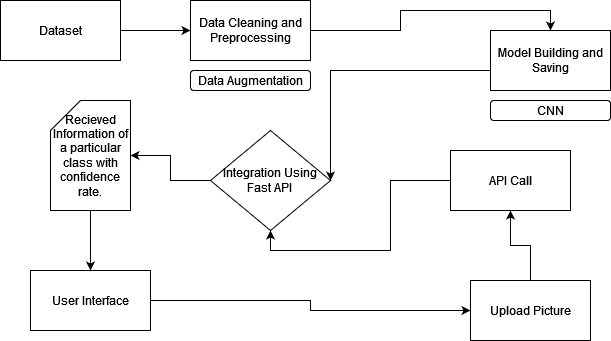 Dataset
Data Cleaning and
Preprocessing
Data Augmentation
Model Building and
Saving
CNN
Recieved
Information of
a particular
class with
confidence
rate.
Integration Using
Fast API
API Call
User Interface
Upload Picture